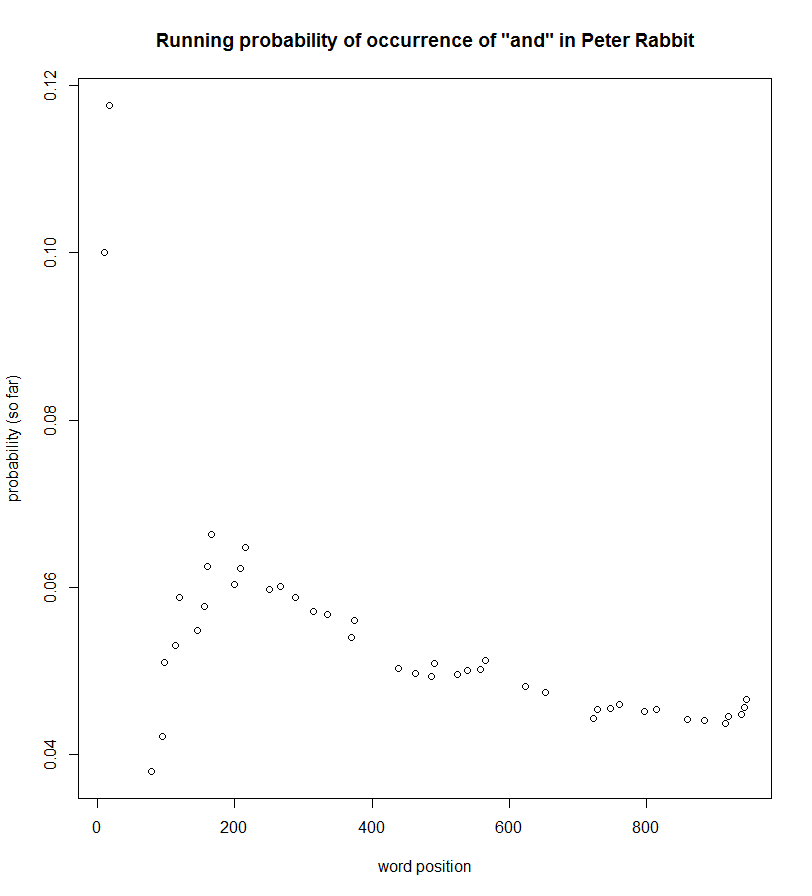 Running probability of occurrence of "and" in Peter Rabbit
probability (so far)
0.12
0.10
0.08
0.06
0.04
0 200 400 600 800
word position